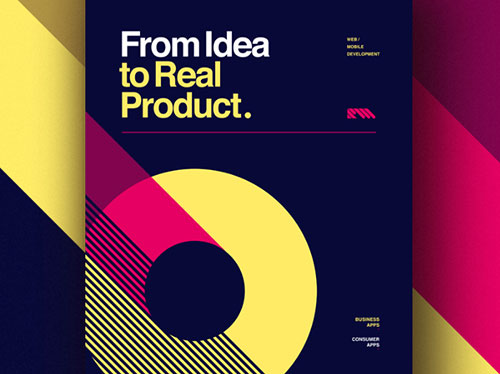 From Idea
to Real
Product.
WEB /
MOBILE
DEVELOPMENT
BUSINESS
APPS
CONSUMER
APPS